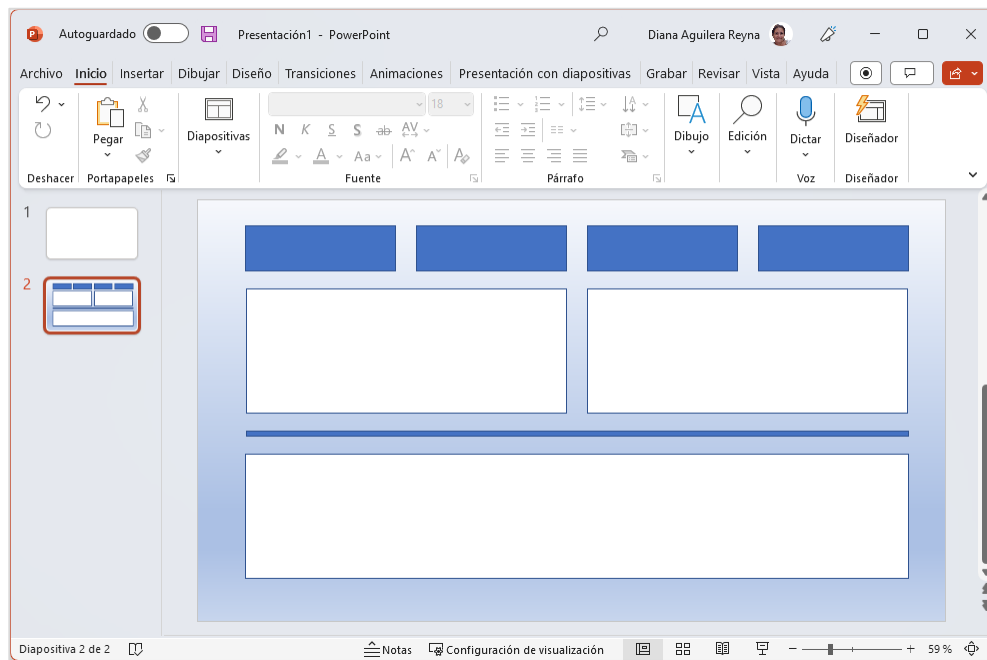 Autoguardado Presentación1 - PowerPoint Diana Aguilera Reyna
Archivo Inicio Insertar Dibujar Diseño Transiciones Animaciones Presentación con diapositivas Grabar Revisar Vista Ayuda
18
Pegar Diapositivas N K S S ab AV Dibujo Edición Dictar Diseñador
A Aa A A A
Deshacer Portapapeles Fuente Párrafo Voz Diseñador
1
2
Diapositiva 2 de 2 Notas Configuración de visualización 59 %